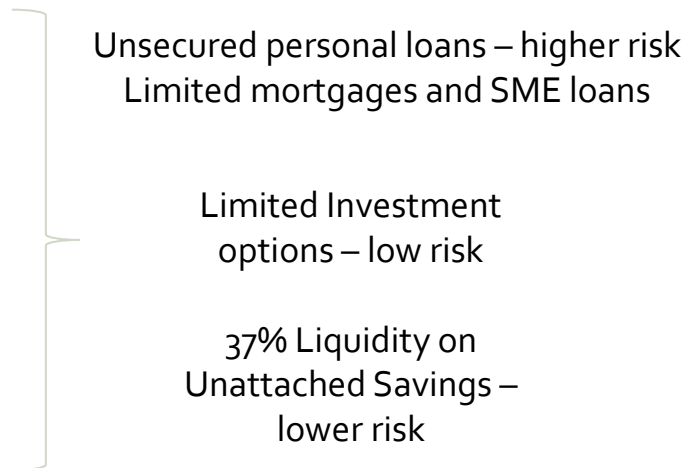 Unsecured personal loans – higher risk
Limited mortgages and SME loans
Limited Investment
options – low risk
37% Liquidity on
Unattached Savings –
lower risk